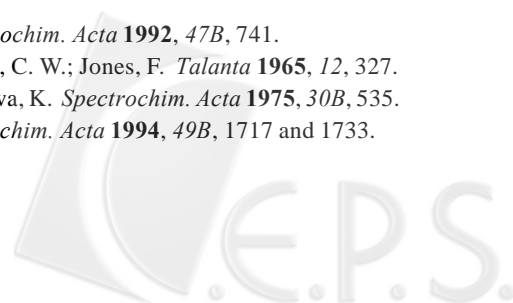 ochim. Acta 1992, 47B, 741.
, C. W.; Jones, F. Talanta 1965, 12, 327.
va, K. Spectrochim. Acta 1975, 30B, 535.
chim. Acta 1994, 49B, 1717 and 1733.
C.E.P.S.